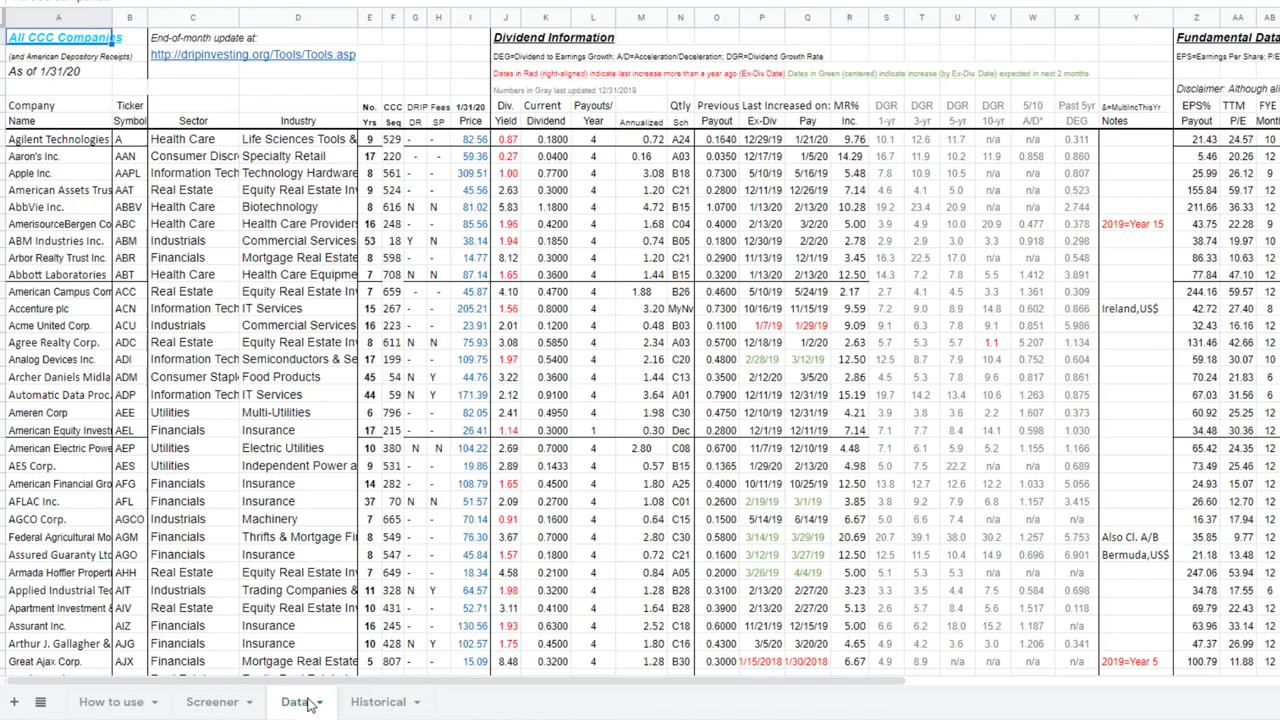 A B C D E F G H I J K L M N O P Q R S T U V W X Y Z AA AB
All CCC Companies End-of-month update at: Dividend Information Fundamental Data
(and American Depository Receipts) http://dripinvesting.org/Tools/Tools.asp DEG=Dividend to Earnings Growth; A/D=Acceleration/Deceleration; DGR=Dividend Growth Rate EPS=Earnings Per Share; P/E
As of 1/31/20 Dates in Red (right-aligned) indicate last increase more than a year ago (Ex-Div Date) Dates in Green (centered) indicate increase (by Ex-Div. Date) expected in next 2 months
Numbers in Gray last updated 12/31/2019 Disclaimer: Although all
Company Ticker No. CCC DRIP Fees 1/31/20 Div. Current Payouts/ Qtly Previous Last Increased on: MR% DGR DGR DGR DGR 5/10 Past 5yr &=MultIncThisYr EPS% TTM FYE
Name Symbol Sector Industry Yrs Seq DR SP Price Yield Dividend Year Annualized Sch Payout Ex-Div Pay Inc. 1-yr 3-yr 5-yr 10-yr A/D* DEG Notes Payout P/E Month
Agilent Technologies A Health Care Life Sciences Tools & 9 529 - - 82.56 0.87 0.1800 4 0.72 A24 0.1640 12/29/19 1/21/20 9.76 10.1 12.6 11.7 n/a n/a 0.311 21.43 24.57 10
Aaron's Inc. AAN Consumer Discr Specialty Retail 17 220 - - 59.36 0.27 0.0400 4 0.16 A03 0.0350 12/17/19 1/5/20 14.29 16.7 11.9 10.2 11.9 0.858 0.860 5.46 20.26 12
Apple Inc. AAPL Information Tech Technology Hardware 8 561 - - 309.51 1.00 0.7700 4 3.08 B18 0.7300 5/10/19 5/16/19 5.48 7.8 10.9 10.5 n/a n/a 0.807 25.99 26.12 9
American Assets Trus AAT Real Estate Equity Real Estate Inv 9 524 - - 45.56 2.63 0.3000 4 1.20 C21 0.2800 12/11/19 12/26/19 7.14 4.6 4.1 5.0 n/a n/a 0.523 155.84 59.17 12
AbbVie Inc. ABBV Health Care Biotechnology 8 616 N N 81.02 5.83 1.1800 4 4.72 B15 1.0700 1/13/20 2/13/20 10.28 19.2 23.4 20.9 n/a n/a 2.744 211.66 36.33 12
AmerisourceBergen Co ABC Health Care Health Care Providers 16 248 - - 85.56 1.96 0.4200 4 1.68 C04 0.4000 2/13/20 3/2/20 5.00 3.9 4.9 10.0 20.9 0.477 0.378 2019=Year 15 43.75 22.28 9
ABM Industries Inc. ABM Industrials Commercial Services 53 18 Y N 38.14 1.94 0.1850 4 0.74 B05 0.1800 12/30/19 2/2/20 2.78 2.9 2.9 3.0 3.3 0.918 0.298 38.74 19.97 10
Arbor Realty Trust Inc. ABR Financials Mortgage Real Estate 8 598 - - 14.77 8.12 0.3000 4 1.20 C21 0.2900 11/13/19 12/1/19 3.45 16.3 22.5 17.0 n/a n/a 0.548 86.33 10.63 12
Abbott Laboratories ABT Health Care Health Care Equipme 7 708 N N 87.14 1.65 0.3600 4 1.44 B15 0.3200 1/13/20 2/13/20 12.50 14.3 7.2 7.8 5.5 1.412 3.891 77.84 47.10 12
American Campus Com ACC Real Estate Equity Real Estate Inv 7 659 - - 45.87 4.10 0.4700 4 1.88 B26 0.4600 5/10/19 5/24/19 2.17 2.7 4.1 4.5 3.3 1.361 0.309 244.16 59.57 12
Accenture plc ACN Information Tech IT Services 15 267 - - 205.21 1.56 0.8000 4 3.20 MyNv 0.7300 10/16/19 11/15/19 9.59 7.2 10.0 8.9 14.8 0.602 0.866 Ireland,US$ 42.72 27.40 8
Acme United Corp. ACU Industrials Commercial Services 16 223 - - 23.91 2.01 0.1200 4 0.48 B03 0.1100 1/7/19 1/29/19 9.09 9.1 6.3 7.8 9.1 0.851 5.986 32.43 16.16 12
Agree Realty Corp. ADC Real Estate Equity Real Estate Inv 8 611 N N 75.93 3.08 0.5850 4 2.34 A03 0.5700 12/18/19 1/2/20 2.63 5.7 5.3 5.7 1.1 5.207 1.134 131.46 42.66 12
Analog Devices Inc. ADI Information Tech Semiconductors & Se 17 199 - - 109.75 1.97 0.5400 4 2.16 C20 0.4800 2/28/19 3/12/19 12.50 12.5 8.7 7.9 10.4 0.752 0.604 59.18 30.07 10
Archer Daniels Midla ADM Consumer Stapl Food Products 45 54 N Y 44.76 3.22 0.3600 4 1.44 C13 0.3500 2/12/20 3/5/20 2.86 4.5 5.3 7.8 9.6 0.817 0.861 70.24 21.83 12
Automatic Data Proc. ADP Information Tech IT Services 44 59 N Y 171.39 2.12 0.9100 4 3.64 A01 0.7900 12/12/19 12/31/19 15.19 19.7 14.2 13.4 10.6 1.263 0.875 67.03 31.56 6
Ameren Corp AEE Utilities Multi-Utilities 6 796 - - 82.05 2.41 0.4950 4 1.98 C30 0.4750 12/10/19 12/31/19 4.21 3.9 3.8 3.6 2.2 1.607 0.373 60.92 25.25 12
American Equity Inves AEL Financials Insurance 17 215 - - 26.41 1.14 0.3000 1 0.30 Dec 0.2800 12/1/19 12/11/19 7.14 7.1 7.7 8.4 14.1 0.598 1.030 34.48 30.36 12
American Electric Powe AEP Utilities Electric Utilities 10 380 N N 104.22 2.69 0.7000 4 2.80 C08 0.6700 11/7/19 12/10/19 4.48 7.1 6.1 5.9 5.1 1.155 1.166 65.42 24.35 12
AES Corp. AES Utilities Independent Power a 9 531 - - 19.86 2.89 0.1433 4 0.57 B15 0.1365 1/29/20 2/13/20 4.98 5.0 7.5 22.2 n/a n/a 0.689 73.49 25.46 12
American Financial Gro AFG Financials Insurance 14 282 - - 108.79 1.65 0.4500 4 1.80 A25 0.4000 10/11/19 10/25/19 12.50 13.8 12.7 12.6 12.2 1.033 5.056 24.93 15.07 12
AFLAC Inc. AFL Financials Insurance 37 70 N N 51.57 2.09 0.2700 4 1.08 C01 0.2600 2/19/19 3/1/19 3.85 3.8 9.2 7.9 6.8 1.157 3.415 26.60 12.70 12
AGCO Corp. AGCO Industrials Machinery 7 665 - - 70.14 0.91 0.1600 4 0.64 C15 0.1500 5/14/19 6/14/19 6.67 5.0 6.6 7.4 n/a n/a n/a 16.37 17.94 12
Federal Agricultural Mo AGM Financials Thrifts & Mortgage Fi 8 549 - - 76.30 3.67 0.7000 4 2.80 C30 0.5800 3/14/19 3/29/19 20.69 20.7 39.1 38.0 30.2 1.257 5.753 Also Cl. A/B 35.85 9.77 12
Assured Guaranty Ltd AGO Financials Insurance 8 547 - - 45.84 1.57 0.1800 4 0.72 C21 0.1600 3/12/19 3/27/19 12.50 12.5 11.5 10.4 14.9 0.696 6.901 Bermuda,US$ 21.18 13.48 12
Armada Hoffler Properti AHH Real Estate Equity Real Estate Inv 7 649 - - 18.34 4.58 0.2100 4 0.84 A05 0.2000 3/26/19 4/4/19 5.00 5.1 5.3 5.3 n/a n/a n/a 247.06 53.94 12
Applied Industrial Tec AIT Industrials Trading Companies & 11 328 N Y 64.57 1.98 0.3200 4 1.28 B28 0.3100 2/13/20 2/27/20 3.23 3.3 3.5 4.4 7.5 0.584 0.698 34.78 17.55 6
Apartment Investment & AIV Real Estate Equity Real Estate Inv 10 431 - - 52.71 3.11 0.4100 4 1.64 B28 0.3900 2/13/19 2/27/19 5.13 2.6 5.7 8.4 5.6 1.517 0.118 69.79 22.43 12
Assurant Inc. AIZ Financials Insurance 16 245 - - 130.56 1.93 0.6300 4 2.52 C18 0.6000 11/21/19 12/15/19 5.00 6.6 6.2 18.0 15.2 1.187 n/a 63.96 33.14 12
Arthur J. Gallagher & AJG Financials Insurance 10 428 N Y 102.57 1.75 0.4500 4 1.80 C16 0.4300 3/5/20 3/20/20 4.65 4.9 4.2 3.6 3.0 1.206 0.341 47.37 26.99 12
Great Ajax Corp. AJX Financials Mortgage Real Estate 5 807 - - 15.09 8.48 0.3200 4 1.28 B30 0.3000 1/15/2018 1/30/2018 6.67 4.9 8.9 n/a n/a n/a n/a 2019=Year 5 100.79 11.88 12
+ How to use Screener Data Historical